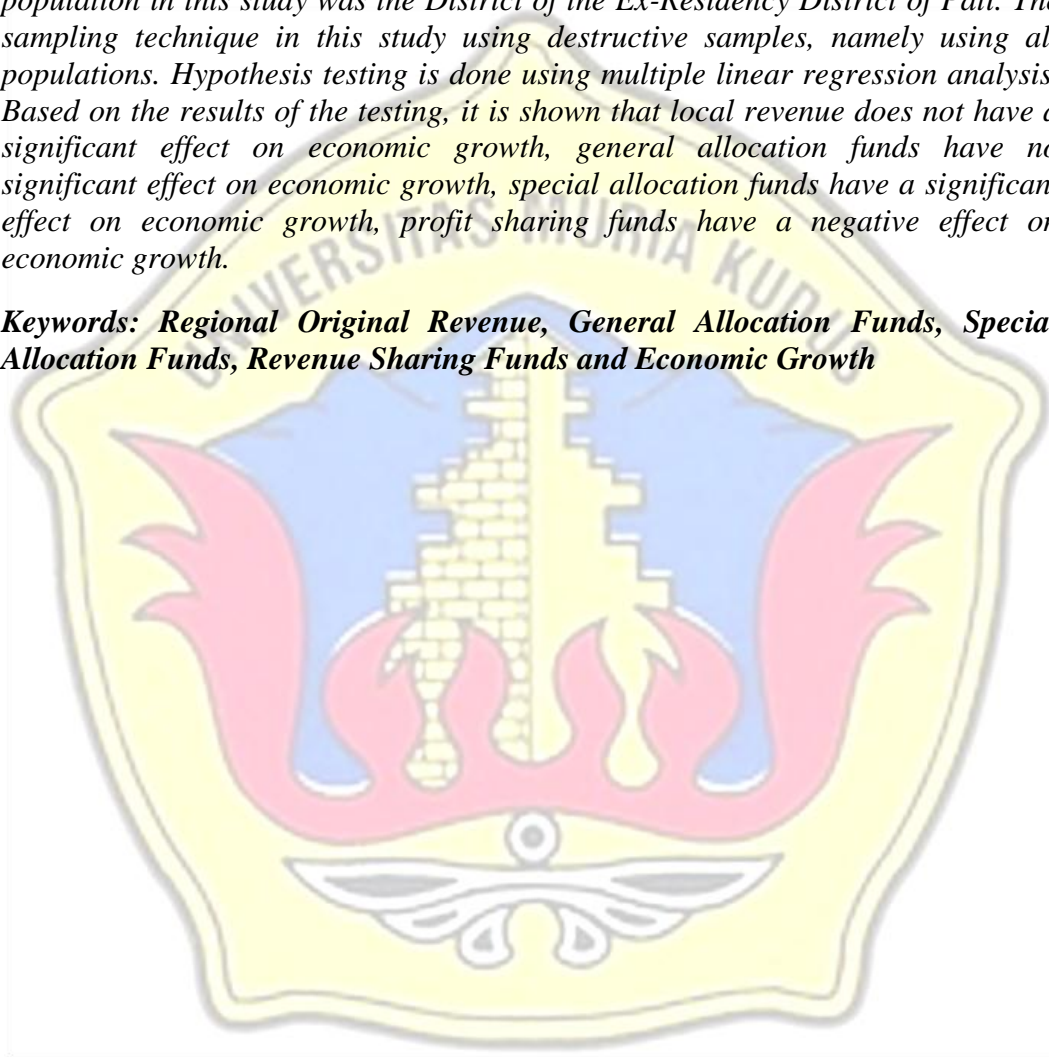 population in this study was the District of the Ex-Residency District of Pati. The
sampling technique in this study using destructive samples, namely using al
populations. Hypothesis testing is done using multiple linear regression analysis
Based on the results of the testing, it is shown that local revenue does not have a
significant effect on economic growth, general allocation funds have no
significant effect on economic growth, special allocation funds have a significan
effect on economic growth, profit sharing funds have a negative effect on
economic growth.
Keywords: Regional Original Revenue, General Allocation Funds, Specia
Allocation Funds, Revenue Sharing Funds and Economic Growth
UNIVERSITAS MURIA KUDUS